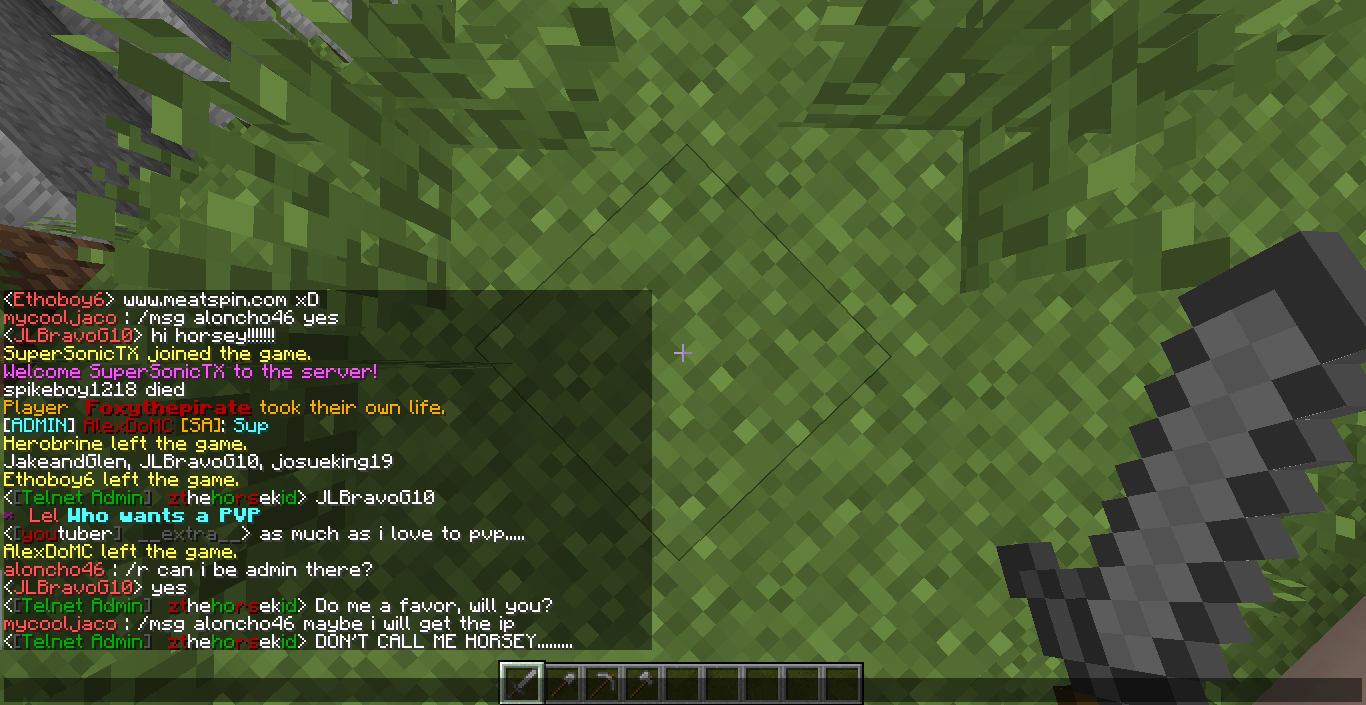 <Ethoboy6> www.meatspin.com xD
mycooljaco : /msg aloncho46 yes
<JLBravoG10> hi horsey!!!!!!!
SuperSonicTX joined the game.
Welcome SuperSonicTX to the server!
spikeboy1218 died
Player Foxythepirate took their own life.
[ADMIN] AlexDoMC [SA]: Sup
Herobrine left the game.
JakeandGlen, JLBravoG10, josueking19
Ethoboy6 left the game.
<[Telnet Admin] zthehorsekid> JLBravoG10
* Lel Who wants a PVP
<[youtuber] __extra__> as much as i love to pvp.....
AlexDoMC left the game.
aloncho46 : /r can i be admin there?
<JLBravoG10> yes
<[Telnet Admin] zthehorsekid> Do me a favor, will you?
mycooljaco : /msg aloncho46 maybe i will get the ip
<[Telnet Admin] zthehorsekid> DON'T CALL ME HORSEY.........